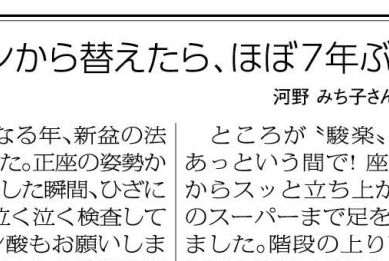 ンから替えたら、ほぼ7年ぶ
河野 みち子さん
なる年、新盆の法
た。正座の姿勢か
した瞬間、ひざに
泣く泣く検査して
ン酸もお願いしま
ところが〝駿楽〟
あっという間で! 座
からスッと立ち上か
のスーパーまで足を
ました。階段の上り